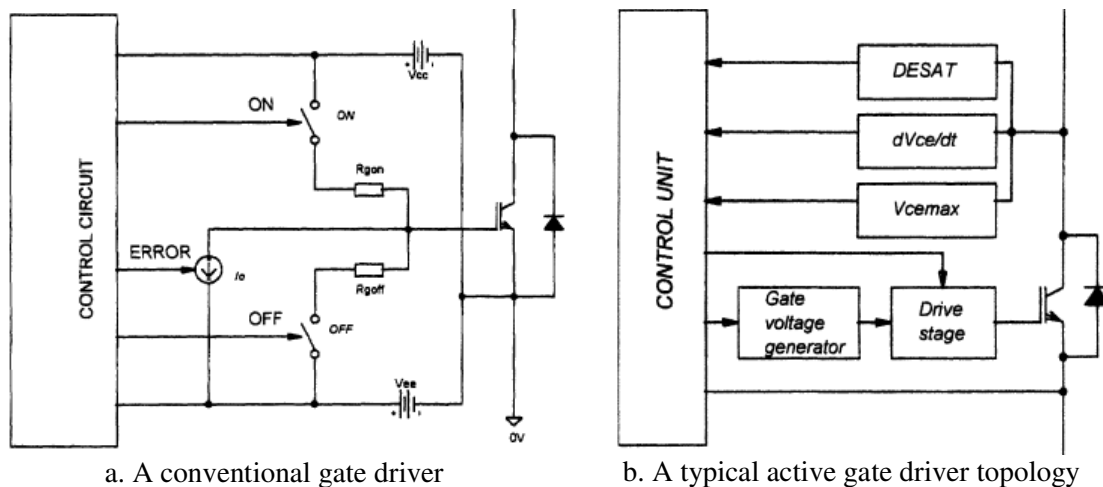 CONTROL CIRCUIT
Vcc
ON
ON
Rgon
ERROR
Io
Rgoff
OFF
OFF
Vee
0V
a. A conventional gate driver
CONTROL UNIT
DESAT
dVce/dt
Vcemax
Gate
voltage
generator
Drive
stage
b. A typical active gate driver topology